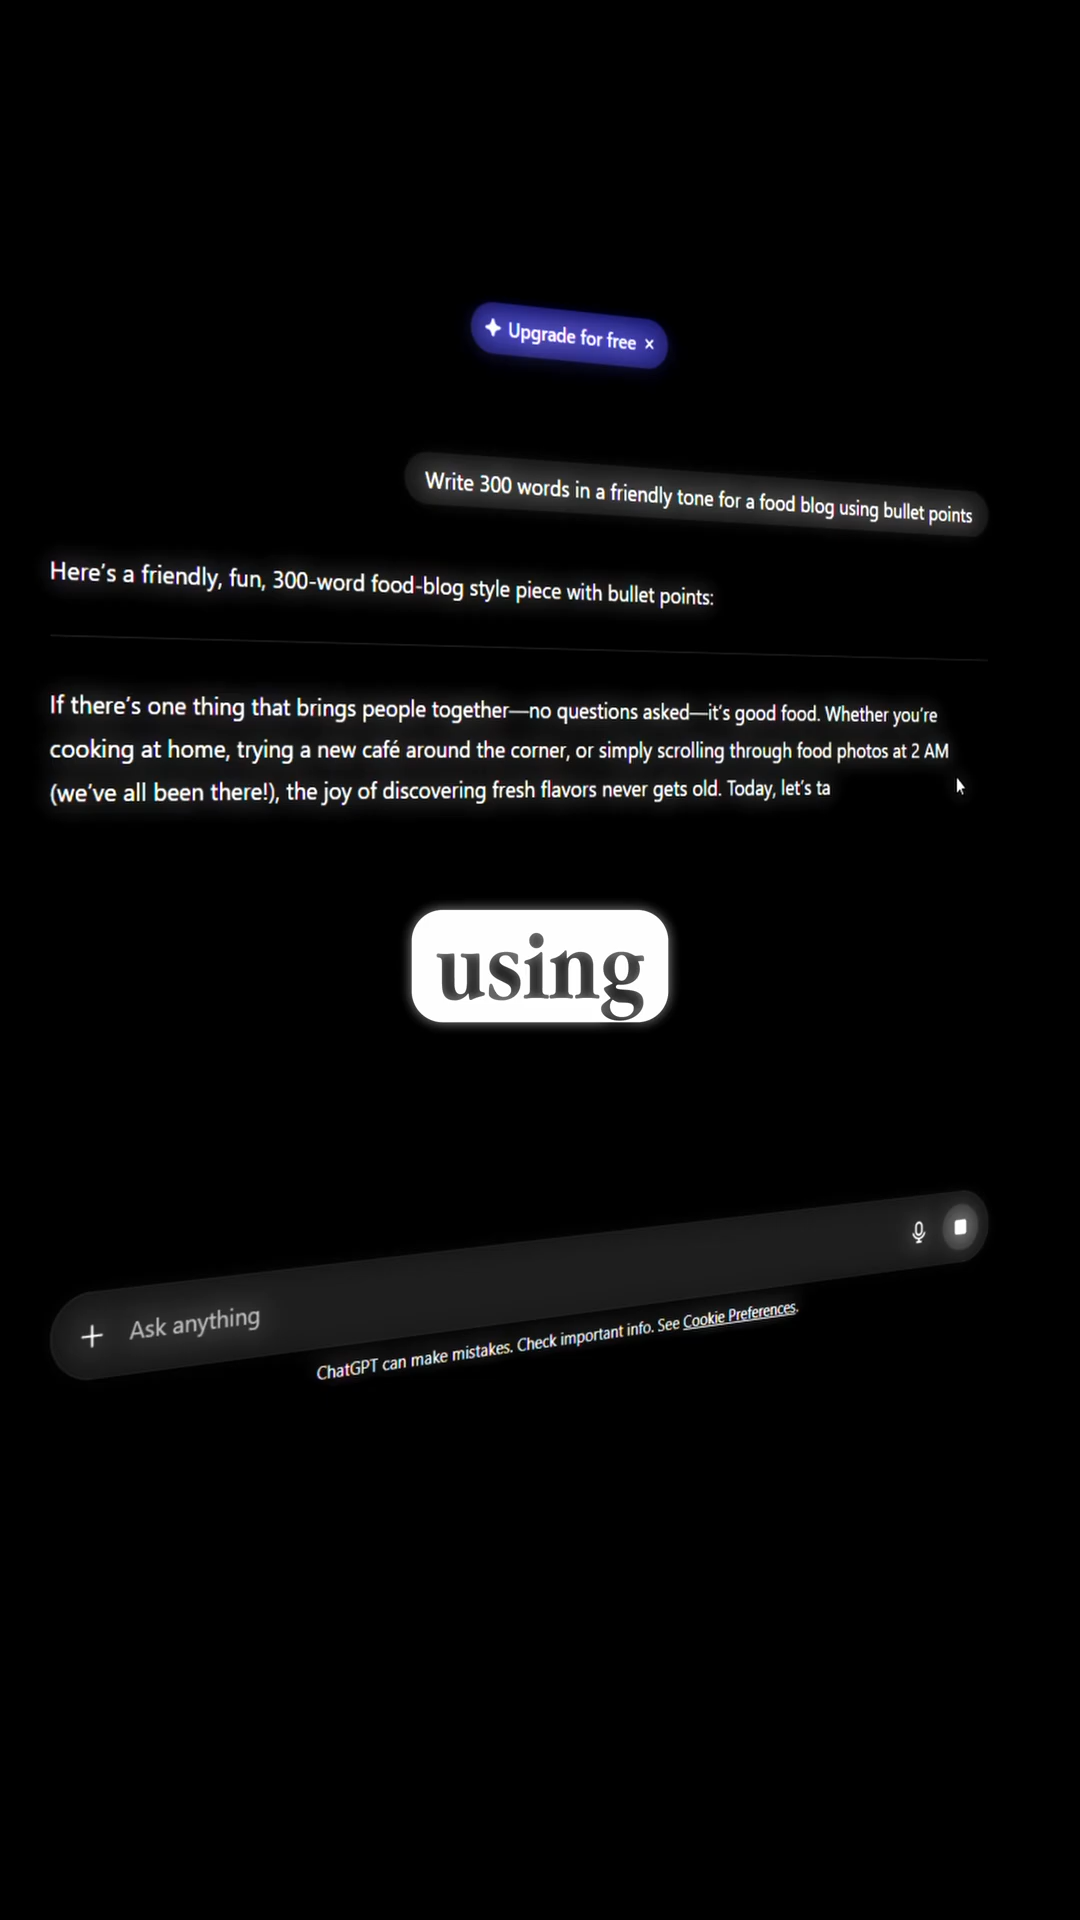 Upgrade for free ×
Write 300 words in a friendly tone for a food blog using bullet points
Here’s a friendly, fun, 300-word food-blog style piece with bullet points:
If there’s one thing that brings people together—no questions asked—it’s good food. Whether you’re
cooking at home, trying a new café around the corner, or simply scrolling through food photos at 2 AM
(we’ve all been there!), the joy of discovering fresh flavors never gets old. Today, let’s ta
using
Ask anything
ChatGPT can make mistakes. Check important info. See Cookie Preferences.